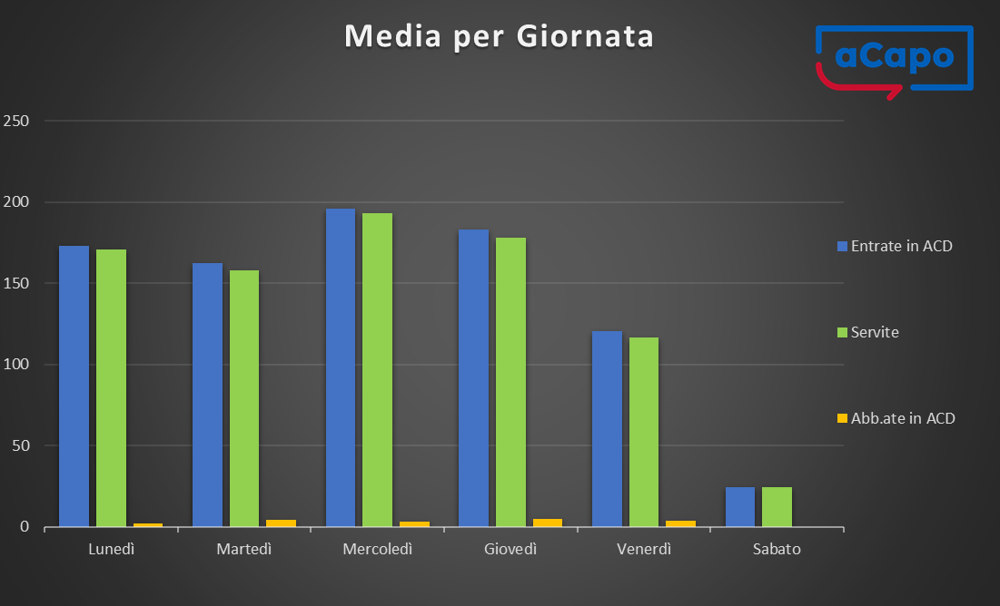 Media per Giornata
aCapo
250
200
150
100
50
0
Lunedì
Martedì
Mercoledì
Giovedì
Venerdì
Sabato
Entrate in ACD
Servite
Abb.ate in ACD